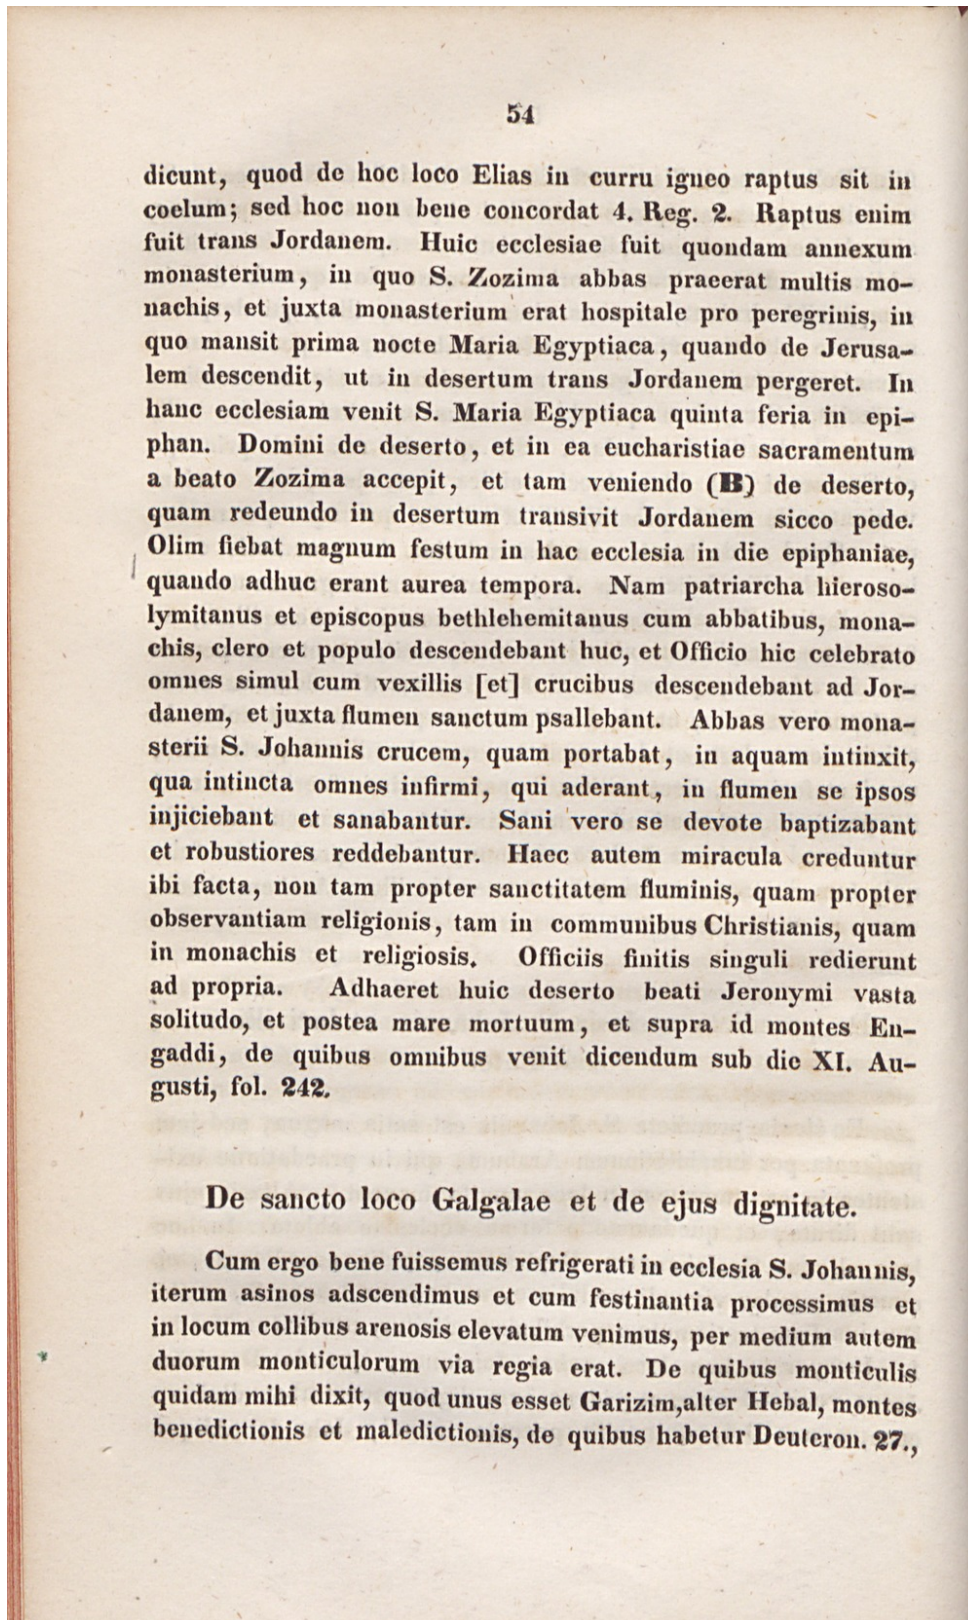 54
dicunt, quod de hoc loco Elias in curru igneo raptus sit in
coelum; sed hoc non bene concordat 4. Reg. 2. Raptus enim
fuit trans Jordanem. Huic ecclesiae fuit quondam annexum
monasterium, in quo S. Zozima abbas praeerat multis mo-
nachis, et juxta monasterium erat hospitale pro peregrinis, in
quo mansit prima nocte Maria Egyptiaca, quando de Jerusa-
lem descendit, ut in desertum trans Jordanem pergeret. In
hanc ecclesiam venit S. Maria Egyptiaca quinta feria in epi-
phan. Domini de deserto, et in ea eucharistiae sacramentum
a beato Zozima accepit, et tam veniendo (B) de deserto,
quam redeundo in desertum transivit Jordanem sicco pede.
Olim fiebat magnum festum in hac ecclesia in die epiphaniae,
quando adhuc erant aurea tempora. Nam patriarcha hieroso-
lymitanus et episcopus bethlehemitanus cum abbatibus, mona-
chis, clero et populo descendebant huc, et Officio hic celebrato
omnes simul cum vexillis [et] crucibus descendebant ad Jor-
danem, et juxta flumen sanctum psallebant. Abbas vero mona-
sterii S. Johannis crucem, quam portabat, in aquam intinxit,
qua intincta omnes infirmi, qui aderant, in flumen se ipsos
injiciebant et sanabantur. Sani vero se devote baptizabant
et robustiores reddebantur. Haec autem miracula creduntur
ibi facta, non tam propter sanctitatem fluminis, quam propter
observantiam religionis, tam in communibus Christianis, quam
in monachis et religiosis. Officiis finitis singuli redierunt
ad propria. Adhaeret huic deserto beati Jeronymi vasta
solitudo, et postea mare mortuum, et supra id montes En-
gaddi, de quibus omnibus venit dicendum sub die XI. Au-
gusti, fol. 242.
De sancto loco Galgalae et de ejus dignitate.
Cum ergo bene fuissemus refrigerati in ecclesia S. Johannis,
iterum asinos adscendimus et cum festinantia processimus et
in locum collibus arenosis elevatum venimus, per medium autem
duorum monticulorum via regia erat. De quibus monticulis
quidam mihi dixit, quod unus esset Garizim,alter Hebal, montes
benedictionis et maledictionis, de quibus habetur Deuteron. 27.,